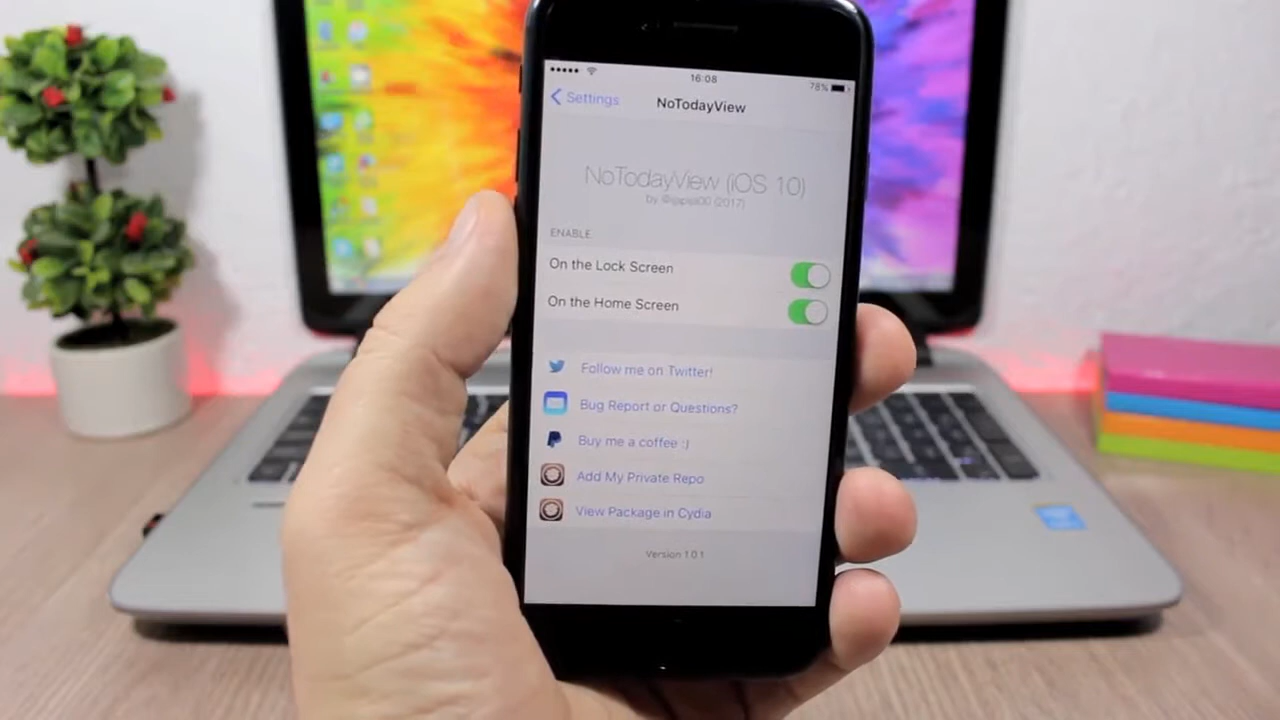 16:08
78%
Settings
NoTodayView
NoTodayView (iOS 10)
(2017)
ENABLE
On the Lock Screen
On the Home Screen
Follow me on Twitter!
Bug Report or Questions?
Buy me a coffee :)
Add My Private Repo
View Package in Cydia
Version 1.0.1